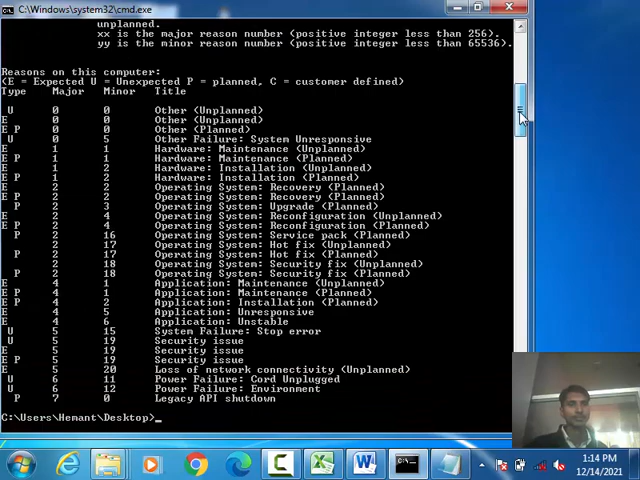 C:\Windows\system32\cmd.exe
unplanned.
xx is the major reason number (positive integer less than 256).
yy is the minor reason number (positive integer less than 65536).
Reasons on this computer:
(E = Expected U = Unexpected P = planned, C = customer defined)
Type Major Minor Title
U 0 0 Other (Unplanned)
E 0 0 Other (Unplanned)
E P 0 0 Other (Planned)
U 0 5 Other Failure: System Unresponsive
E 1 1 Hardware: Maintenance (Unplanned)
E P 1 1 Hardware: Maintenance (Planned)
E 1 2 Hardware: Installation (Unplanned)
E P 1 2 Hardware: Installation (Planned)
E 2 2 Operating System: Recovery (Planned)
E P 2 2 Operating System: Recovery (Planned)
P 2 3 Operating System: Upgrade (Planned)
E 2 4 Operating System: Reconfiguration (Unplanned)
E P 2 4 Operating System: Reconfiguration (Planned)
P 2 16 Operating System: Service pack (Planned)
2 17 Operating System: Hot fix (Unplanned)
P 2 17 Operating System: Hot fix (Planned)
2 18 Operating System: Security fix (Unplanned)
P 2 18 Operating System: Security fix (Planned)
E 4 1 Application: Maintenance (Unplanned)
E P 4 1 Application: Maintenance (Planned)
E P 4 2 Application: Installation (Planned)
E 4 5 Application: Unresponsive
E 4 6 Application: Unstable
U 5 15 System Failure: Stop error
U 5 19 Security issue
E 5 19 Security issue
E P 5 19 Security issue
E 5 20 Loss of network connectivity (Unplanned)
U 6 11 Power Failure: Cord Unplugged
U 6 12 Power Failure: Environment
P 7 0 Legacy API shutdown
C:\Users\Hemant\Desktop>_
1:14 PM
12/14/2021